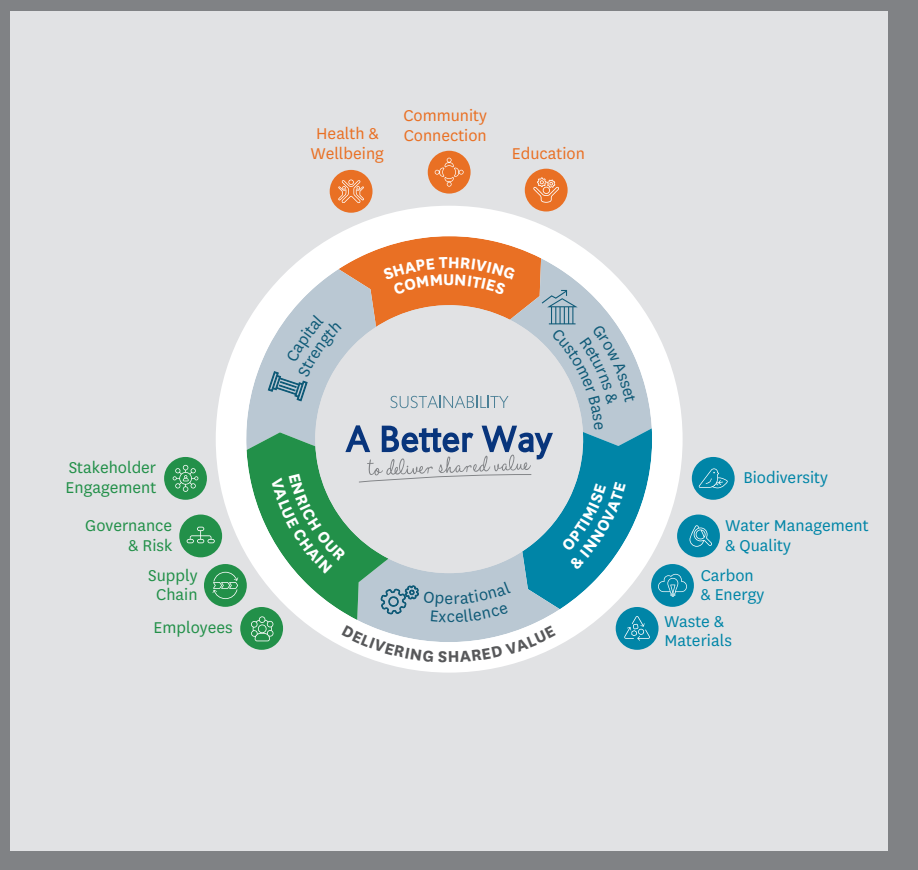 Community
Connection
Health &
Wellbeing
Education
SHAPE THRIVING
COMMUNITIES
Capital
Strength
Grow Asset
Returns &
Customer Base
SUSTAINABILITY
A Better Way
to deliver shared value
Stakeholder
Engagement
Governance
& Risk
Supply
Chain
Employees
ENRICH OUR
VALUE CHAIN
OPTIMISE
& INNOVATE
Biodiversity
Water Management
& Quality
Carbon
& Energy
Waste &
Materials
Operational
Excellence
DELIVERING SHARED VALUE